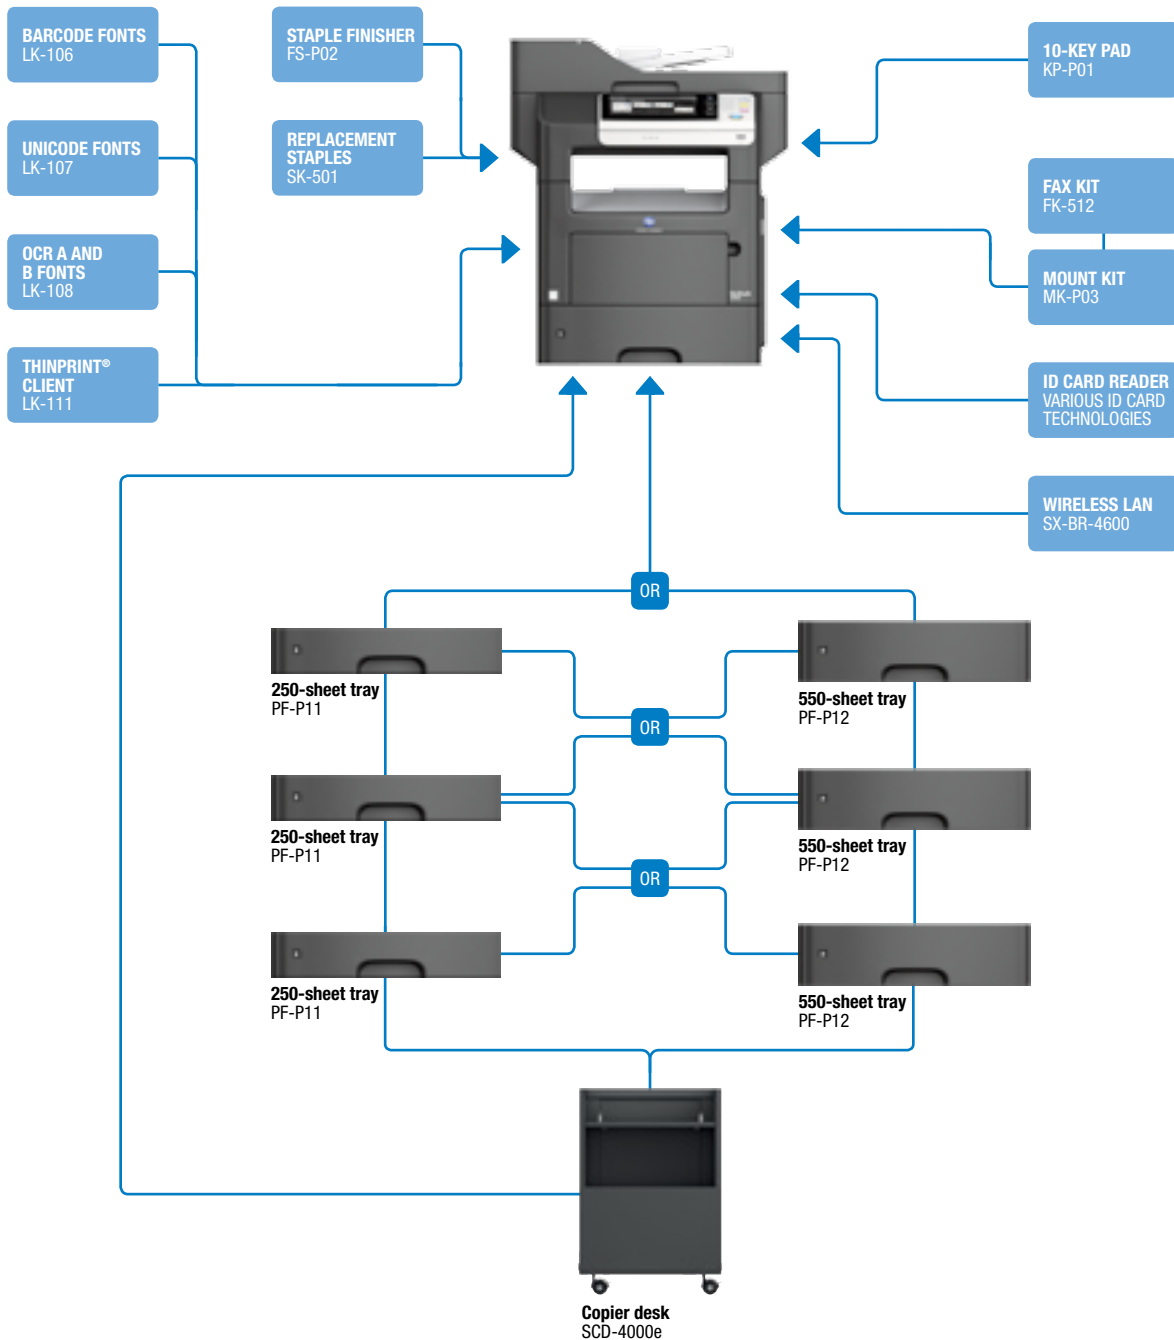 BARCODE FONTS
LK-106
UNICODE FONTS
LK-107
OCR A AND
B FONTS
LK-108
THINPRINT®
CLIENT
LK-111
STAPLE FINISHER
FS-P02
REPLACEMENT
STAPLES
SK-501
10-KEY PAD
KP-P01
FAX KIT
FK-512
MOUNT KIT
MK-P03
ID CARD READER
VARIOUS ID CARD
TECHNOLOGIES
WIRELESS LAN
SX-BR-4600
OR
250-sheet tray
PF-P11
550-sheet tray
PF-P12
OR
250-sheet tray
PF-P11
550-sheet tray
PF-P12
OR
250-sheet tray
PF-P11
550-sheet tray
PF-P12
Copier desk
SCD-4000e